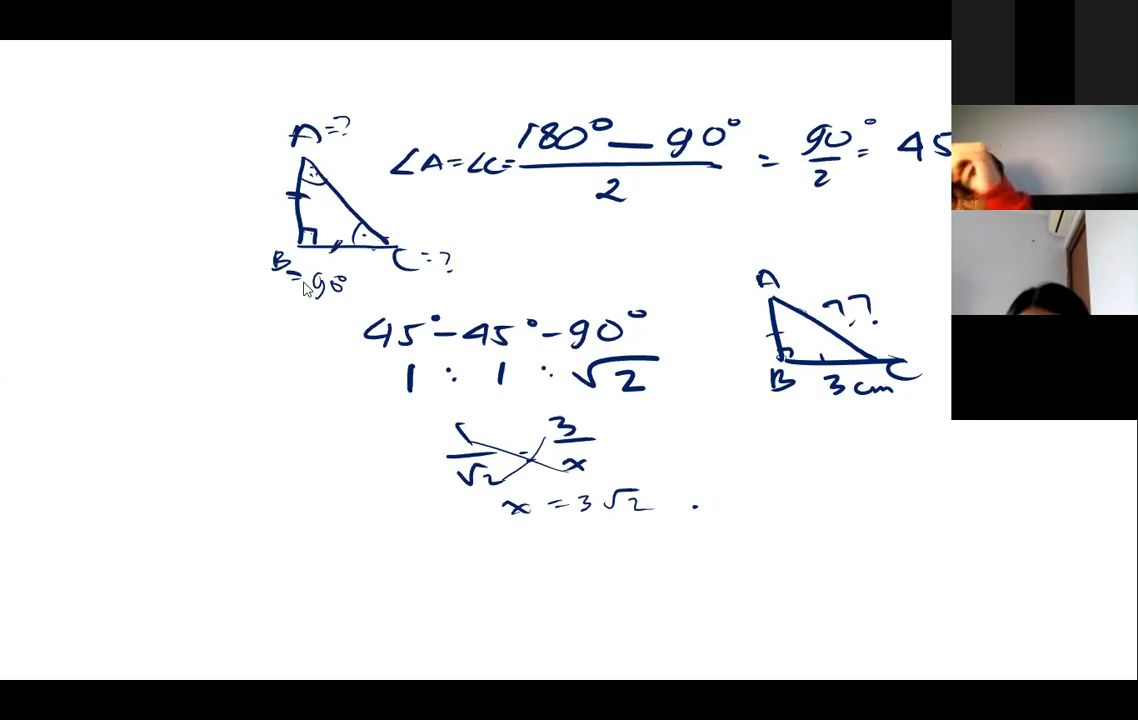 A=?
∠A=∠C= (180° - 90°)/2 = 90°/2 = 45
B = 90°
C = ?
A
??
B 3 cm C
45° - 45° - 90°
1 : 1 : √2
1/√2 = 3/x
x = 3√2 .